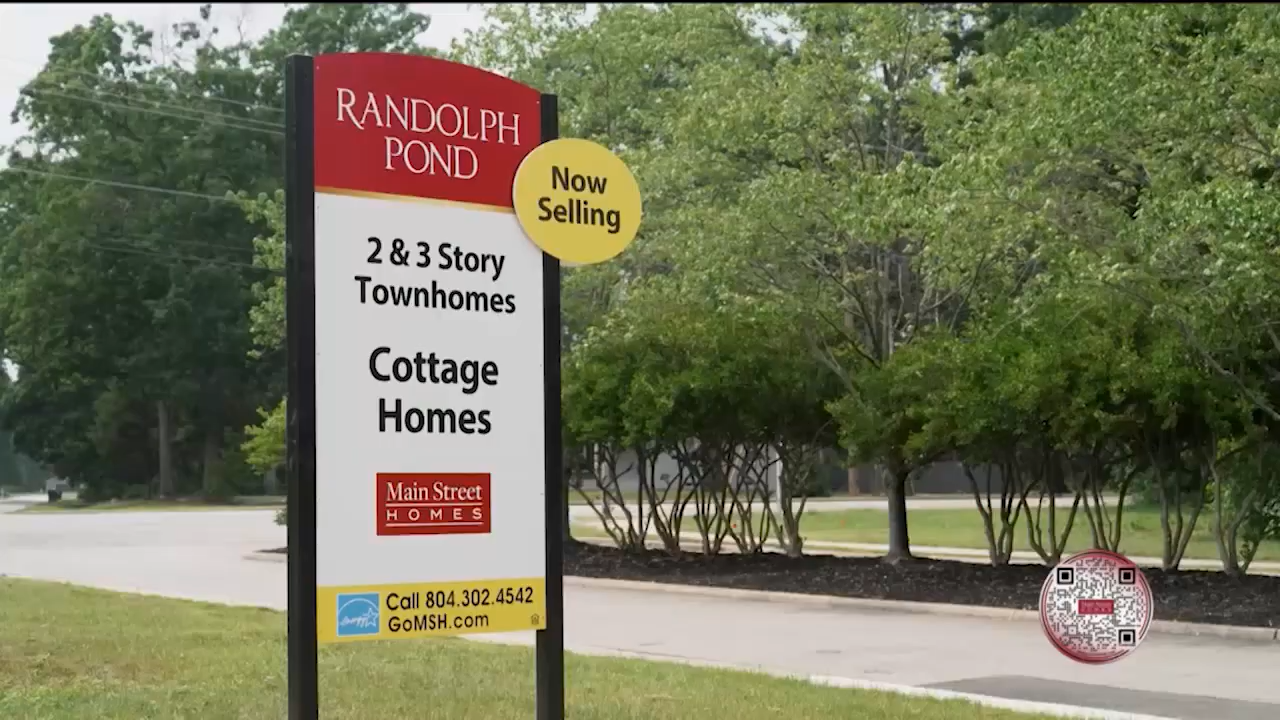 RANDOLPH
POND
Now
Selling
2 & 3 Story
Townhomes
Cottage
Homes
Main Street
HOMES
Call 804.302.4542
GoMSH.com